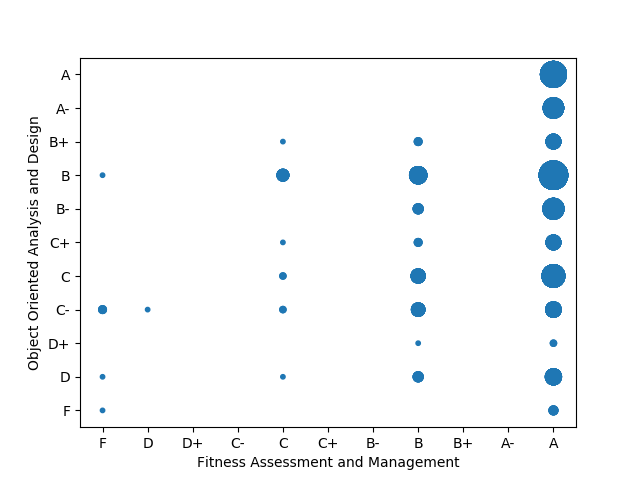 A
A-
B+
B
B-
C+
C
C-
D+
D
F
Object Oriented Analysis and Design
F D D+ C- C C+ B- B B+ A- A
Fitness Assessment and Management